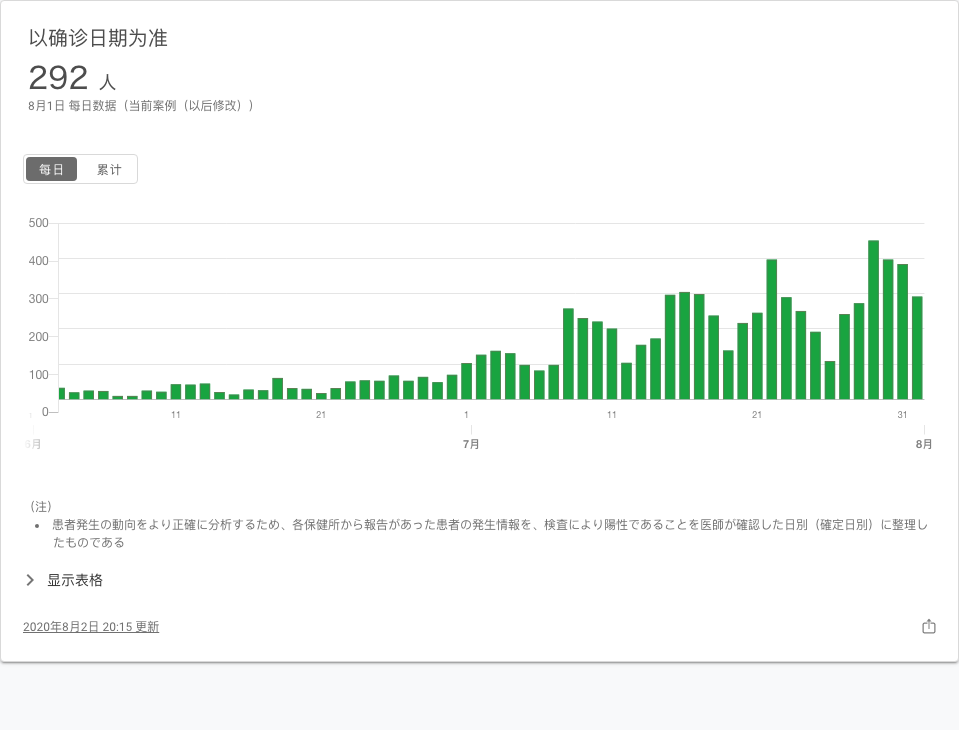 以确诊日期为准
292 人
8月1日 每日数据（当前案例（以后修改））
每日 累计
500
400
300
200
100
0
1 11 21 1 11 21 31
6月 7月 8月
（注）
• 患者発生の動向をより正確に分析するため、各保健所から報告があった患者の発生情報を、検査により陽性であることを医師が確認した日別（確定日別）に整理し
たものである
显示表格
2020年8月2日 20:15 更新